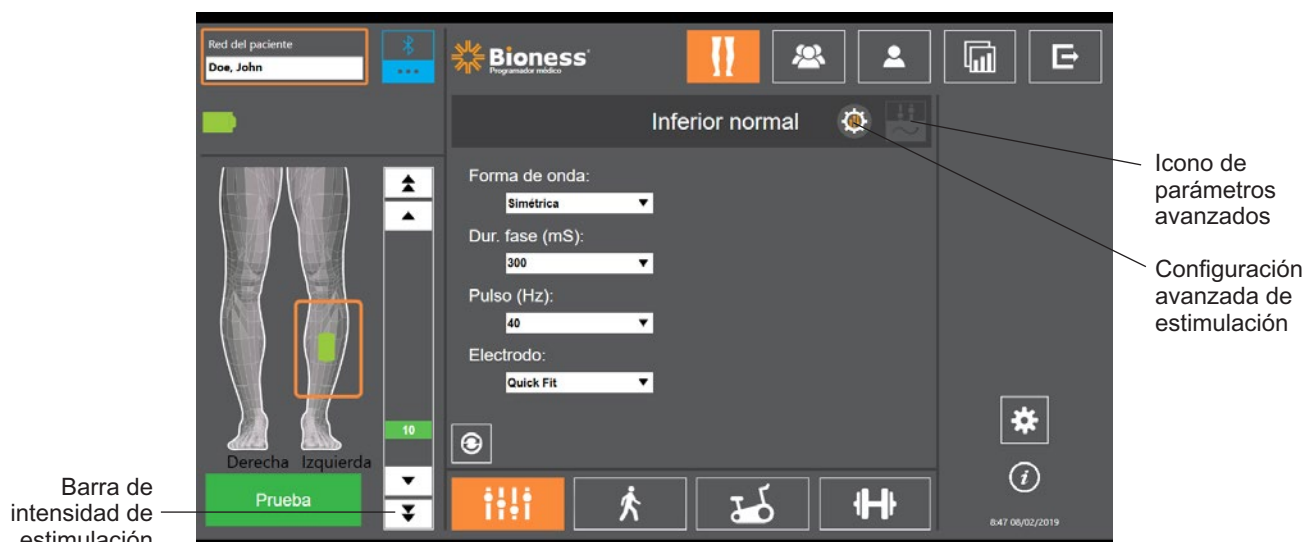 Red del paciente
Doe, John
Bioness
Programador médico
Inferior normal
Forma de onda:
Simétrica
Dur. fase (mS):
300
Pulso (Hz):
40
Electrodo:
Quick Fit
10
Derecha Izquierda
Prueba
8:47 08/02/2019
Icono de
parámetros
avanzados
Configuración
avanzada de
estimulación
Barra de
intensidad de
estimulación